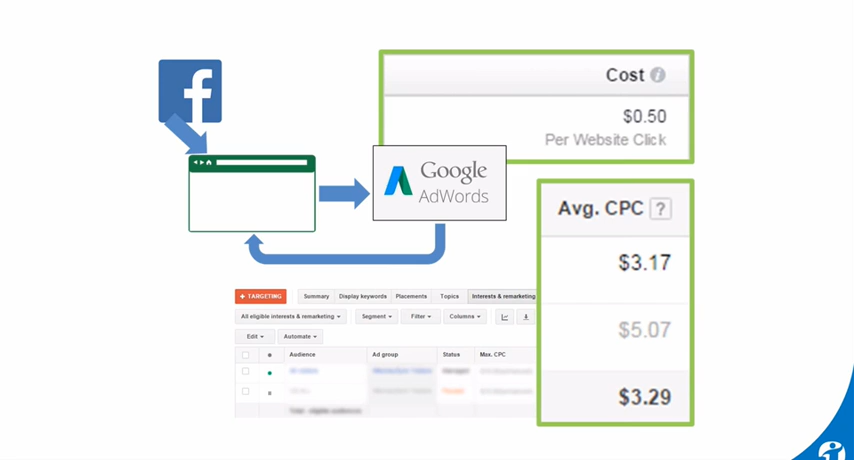 f
Cost i
$0.50
Per Website Click
Google
AdWords
Avg. CPC ?
$3.17
$5.07
$3.29
+ TARGETING Summary Display keywords Placements Topics Interests & remarketing
All eligible interests & remarketing Segment Filter Columns
Edit Automate
Audience Ad group Status Max. CPC